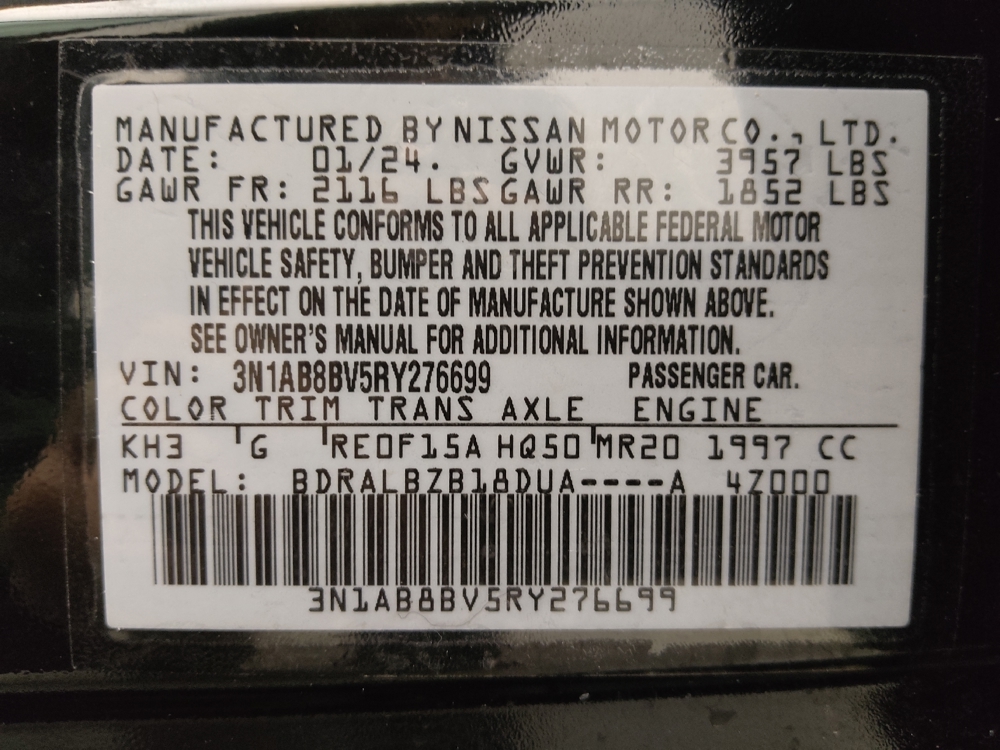 MANUFACTURED BY NISSAN MOTOR CO., LTD.
DATE: 01/24. GVWR: 3957 LBS
GAWR FR: 2116 LBS GAWR RR: 1852 LBS
THIS VEHICLE CONFORMS TO ALL APPLICABLE FEDERAL MOTOR
VEHICLE SAFETY, BUMPER AND THEFT PREVENTION STANDARDS
IN EFFECT ON THE DATE OF MANUFACTURE SHOWN ABOVE.
SEE OWNER'S MANUAL FOR ADDITIONAL INFORMATION.
VIN: 3N1AB8BV5RY276699 PASSENGER CAR.
COLOR TRIM TRANS AXLE ENGINE
KH3 G RE0F15A HQ50 MR20 1997 CC
MODEL: BDRALBZB18DUA----A 4Z000
3N1AB8BV5RY276699